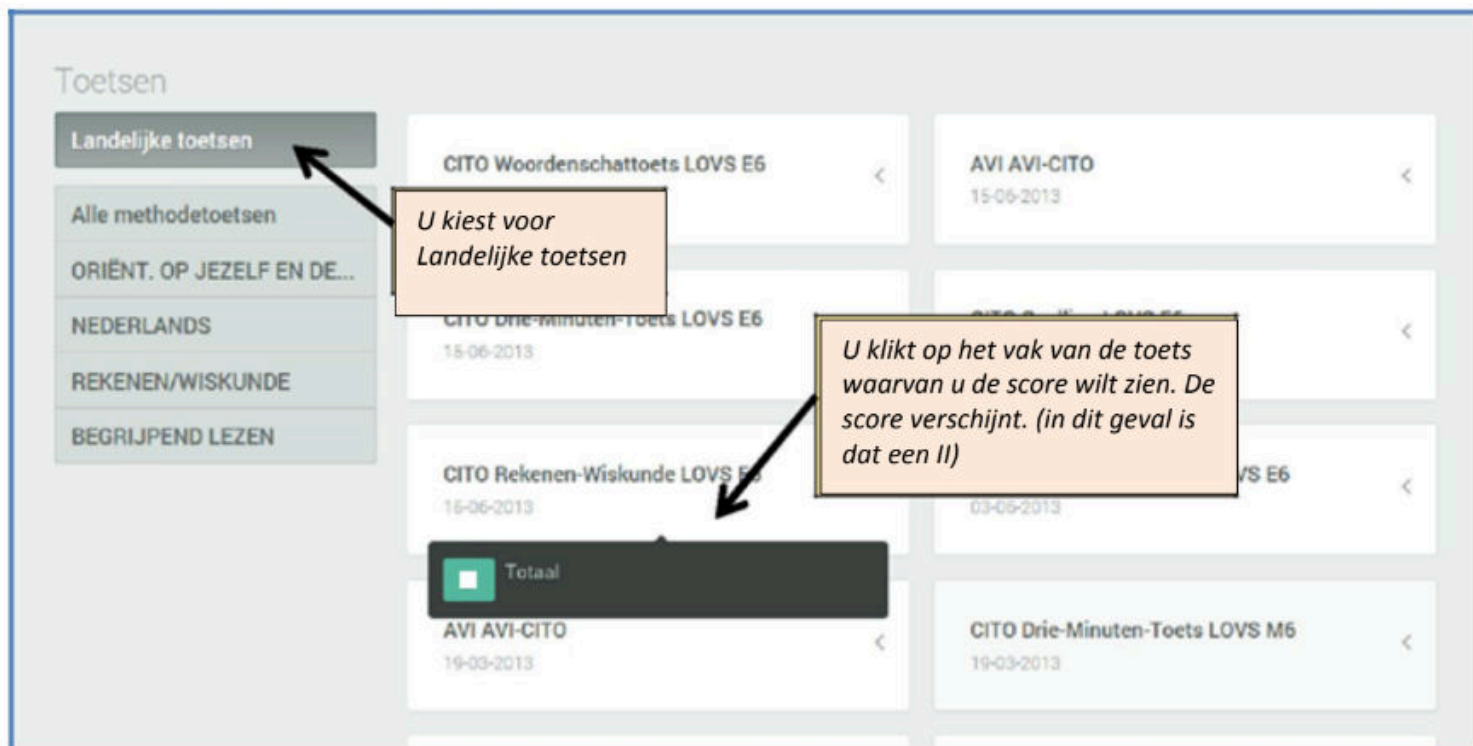 Toetsen
Landelijke toetsen
Alle methodetoetsen
ORIËNT. OP JEZELF EN DE...
NEDERLANDS
REKENEN/WISKUNDE
BEGRIJPEND LEZEN
CITO Woordenschattoets LOVS E6
AVI AVI-CITO
15-06-2013
U kiest voor
Landelijke toetsen
CITO Drie-Minuten-Toets LOVS E6
15-06-2013
U klikt op het vak van de toets
waarvan u de score wilt zien. De
score verschijnt. (in dit geval is
dat een II)
CITO Rekenen-Wiskunde LOVS E6
15-06-2013
VS E6
03-06-2013
Totaal
AVI AVI-CITO
19-03-2013
CITO Drie-Minuten-Toets LOVS M6
19-03-2013